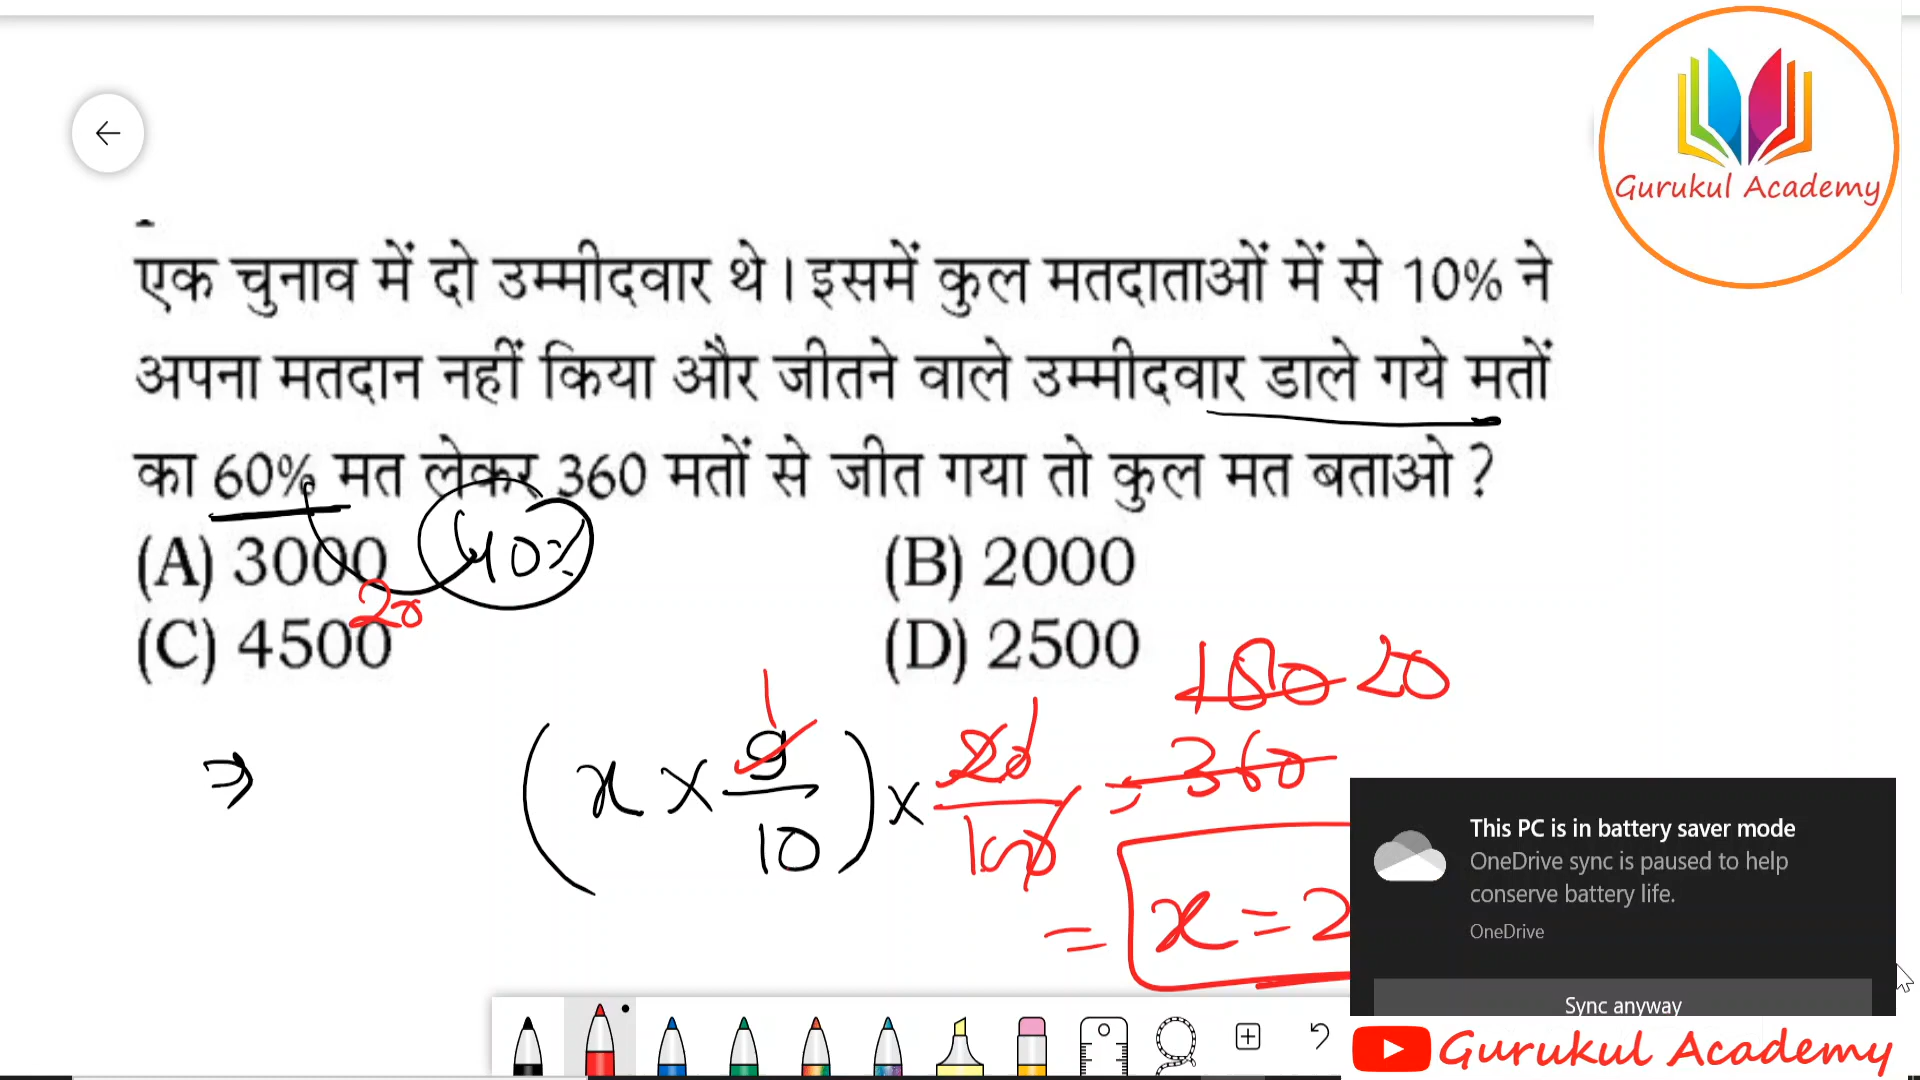 Gurukul Academy
एक चुनाव में दो उम्मीदवार थे। इसमें कुल मतदाताओं में से 10% ने
अपना मतदान नहीं किया और जीतने वाले उम्मीदवार डाले गये मतों
का 60% मत लेकर 360 मतों से जीत गया तो कुल मत बताओ ?
40%
(A) 3000 (B) 2000
20
(C) 4500 (D) 2500
180 20
1 1
⇒ (x × 9/10) × 20/100 = 360
= x = 2
This PC is in battery saver mode
OneDrive sync is paused to help
conserve battery life.
OneDrive
Sync anyway
Gurukul Academy